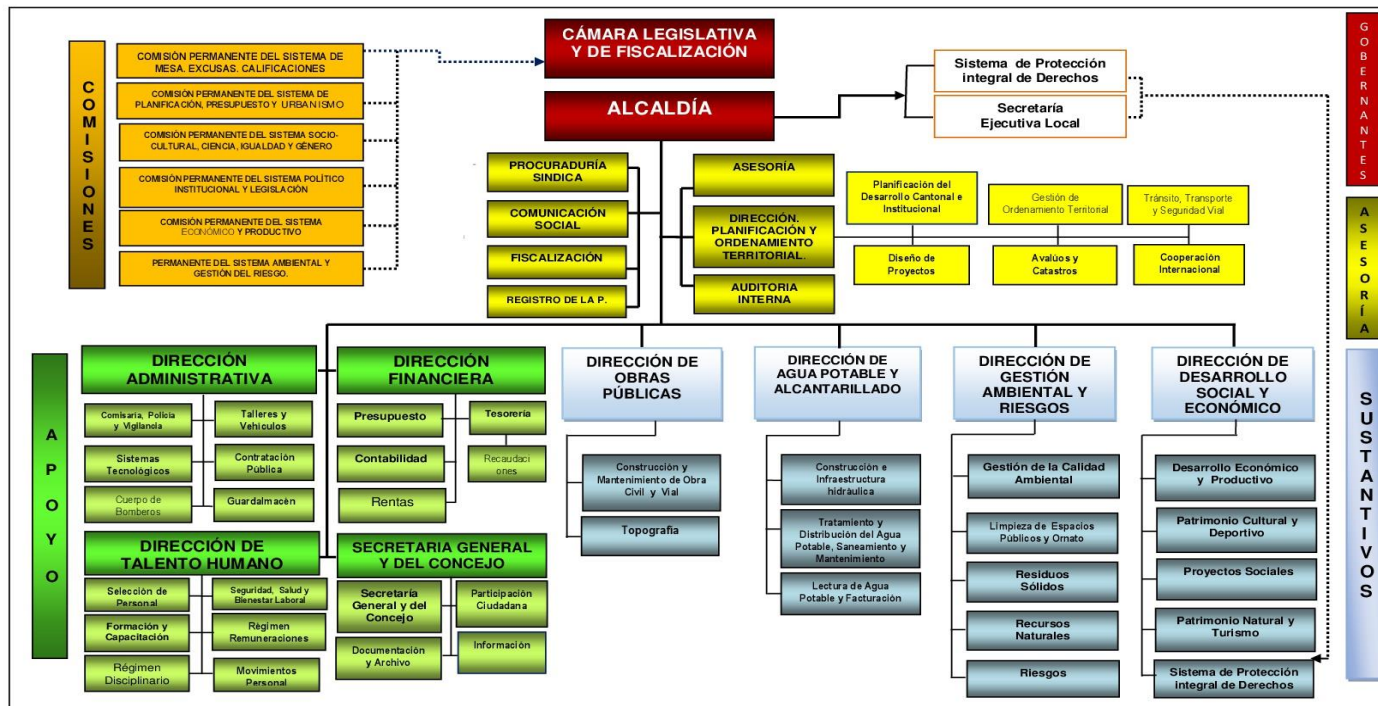 CÁMARA LEGISLATIVA
Y DE FISCALIZACIÓN
ALCALDÍA
Sistema de Protección
integral de Derechos
Secretaría
Ejecutiva Local
GOBERNANTES
ASESORÍA
SUSTANTIVOS
COMISIONES
COMISIÓN PERMANENTE DEL SISTEMA DE
MESA. EXCUSAS. CALIFICACIONES
COMISIÓN PERMANENTE DEL SISTEMA DE
PLANIFICACIÓN, PRESUPUESTO Y URBANISMO
COMISIÓN PERMANENTE DEL SISTEMA SOCIO-
CULTURAL, CIENCIA, IGUALDAD Y GÉNERO
COMISIÓN PERMANENTE DEL SISTEMA POLÍTICO
INSTITUCIONAL Y LEGISLACIÓN
COMISIÓN PERMANENTE DEL SISTEMA
ECONÓMICO Y PRODUCTIVO
PERMANENTE DEL SISTEMA AMBIENTAL Y
GESTIÓN DEL RIESGO.
PROCURADURÍA
SINDICA
COMUNICACIÓN
SOCIAL
FISCALIZACIÓN
REGISTRO DE LA P.
ASESORÍA
DIRECCIÓN.
PLANIFICACIÓN Y
ORDENAMIENTO
TERRITORIAL.
AUDITORIA
INTERNA
Planificación del
Desarrollo Cantonal e
Institucional
Gestión de
Ordenamiento Territorial
Tránsito, Transporte
y Seguridad Vial
Diseño de
Proyectos
Avalúos y
Catastros
Cooperación
Internacional
APOYO
DIRECCIÓN
ADMINISTRATIVA
Comisaría, Policía
y Vigilancia
Talleres y
Vehiculos
Sistemas
Tecnológicos
Contratación
Pública
Cuerpo de
Bomberos
Guardalmacén
DIRECCIÓN
FINANCIERA
Presupuesto
Tesorería
Contabilidad
Recaudaci
ones
Rentas
DIRECCIÓN DE
TALENTO HUMANO
Selección de
Personal
Seguridad, Salud y
Bienestar Laboral
Formación y
Capacitación
Règimen
Remuneraciones
Régimen
Disciplinario
Movimientos
Personal
SECRETARIA GENERAL
Y DEL CONCEJO
Secretaría
General y del
Concejo
Participación
Ciudadana
Documentación
y Archivo
Información
DIRECCIÓN DE
OBRAS
PÚBLICAS
Construcción y
Mantenimiento de Obra
Civil y Vial
Topografía
DIRECCIÓN DE
AGUA POTABLE Y
ALCANTARILLADO
Construcción e
Infraestructura
hidràulica
Tratamiento y
Distribución del Agua
Potable, Saneamiento y
Mantenimiento
Lectura de Agua
Potable y Facturación
DIRECCIÓN DE
GESTIÓN
AMBIENTAL Y
RIESGOS
Gestión de la Calidad
Ambiental
Limpieza de Espacios
Públicos y Ornato
Residuos
Sólidos
Recursos
Naturales
Riesgos
DIRECCIÓN DE
DESARROLLO
SOCIAL Y
ECONÓMICO
Desarrollo Económico
y Productivo
Patrimonio Cultural y
Deportivo
Proyectos Sociales
Patrimonio Natural y
Turismo
Sistema de Protección
integral de Derechos